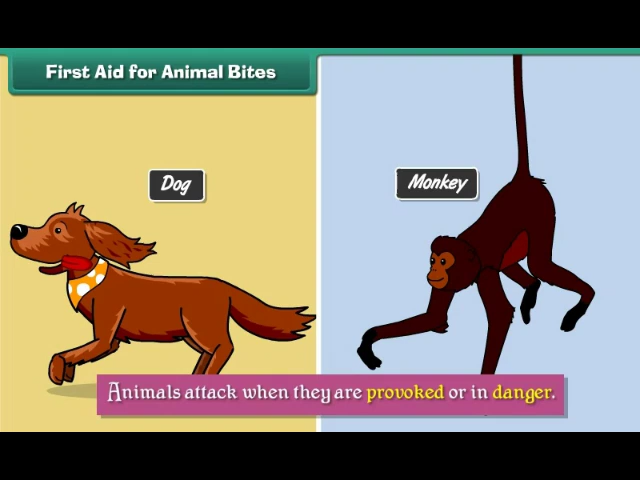 First Aid for Animal Bites
Dog
Monkey
Animals attack when they are provoked or in danger.